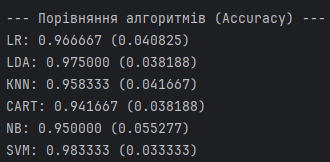 --- Порівняння алгоритмів (Accuracy) ---
LR: 0.966667 (0.040825)
LDA: 0.975000 (0.038188)
KNN: 0.958333 (0.041667)
CART: 0.941667 (0.038188)
NB: 0.950000 (0.055277)
SVM: 0.983333 (0.033333)